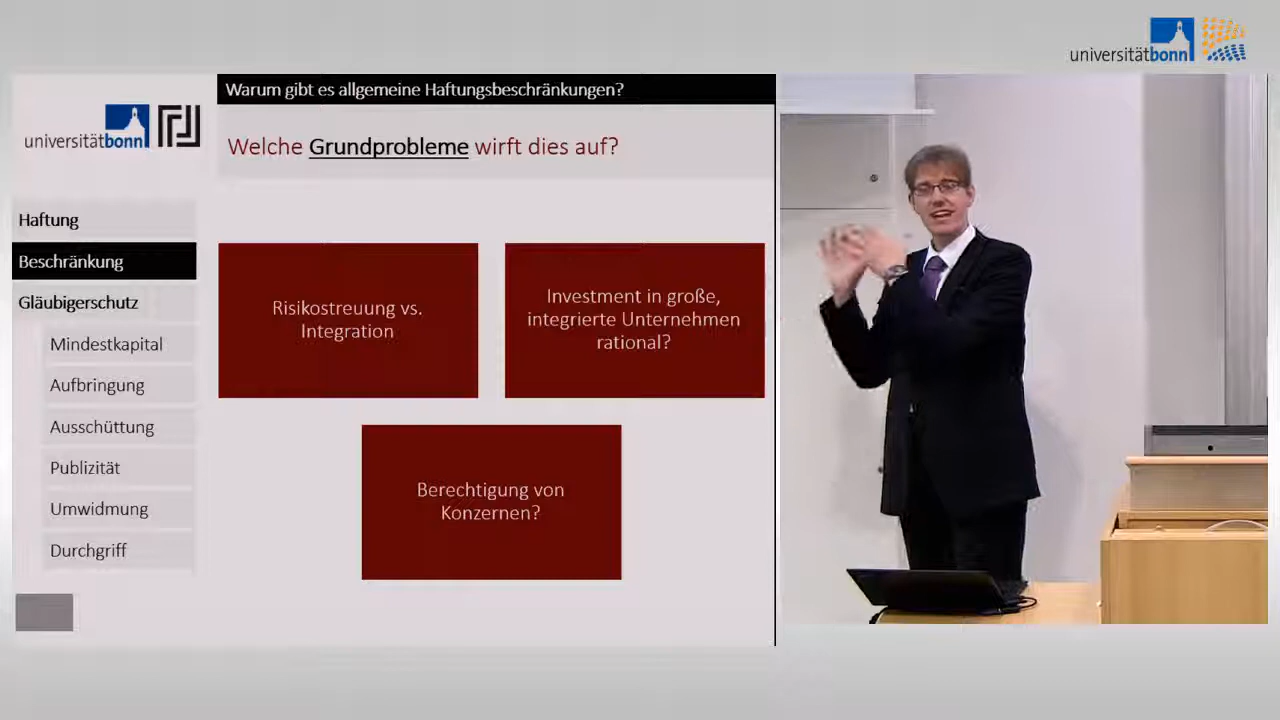 universitätbonn
Warum gibt es allgemeine Haftungsbeschränkungen?
universitätbonn
Welche Grundprobleme wirft dies auf?
Haftung
Beschränkung
Gläubigerschutz
Mindestkapital
Aufbringung
Ausschüttung
Publizität
Umwidmung
Durchgriff
Risikostreuung vs.
Integration
Investment in große,
integrierte Unternehmen
rational?
Berechtigung von
Konzernen?